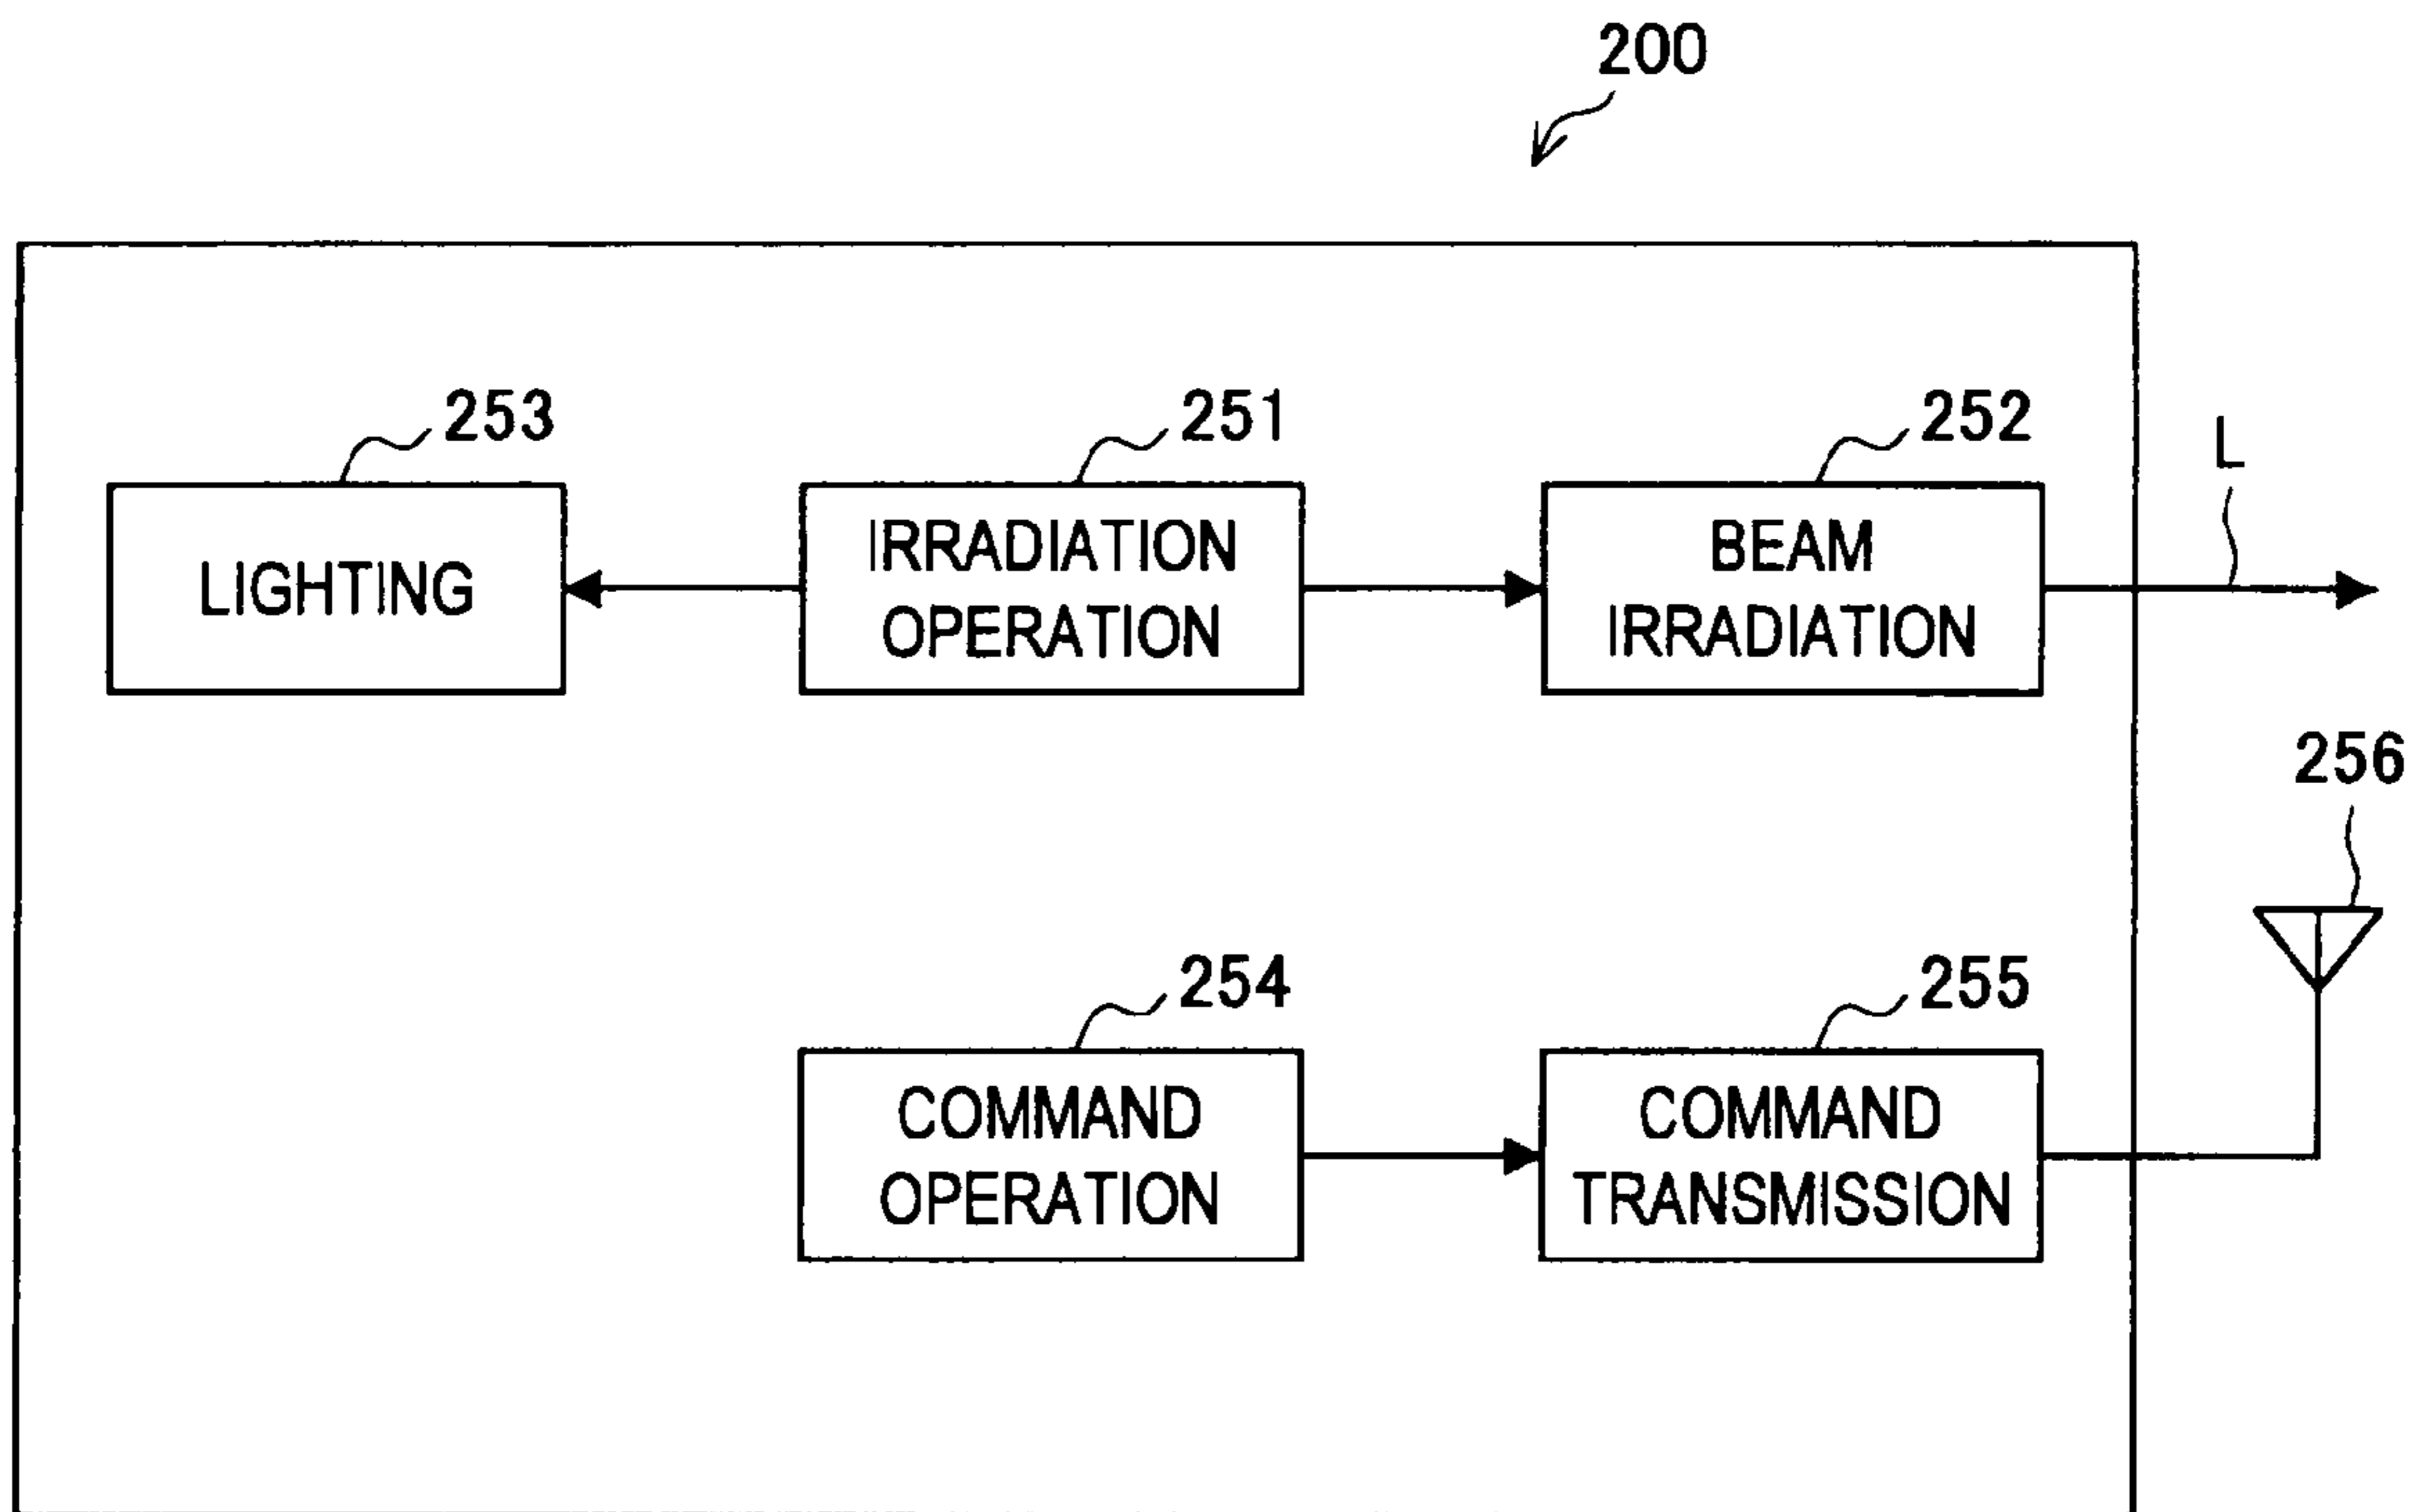 200
253
251
252
L
LIGHTING
IRRADIATION
OPERATION
BEAM
IRRADIATION
256
254
255
COMMAND
OPERATION
COMMAND
TRANSMISSION